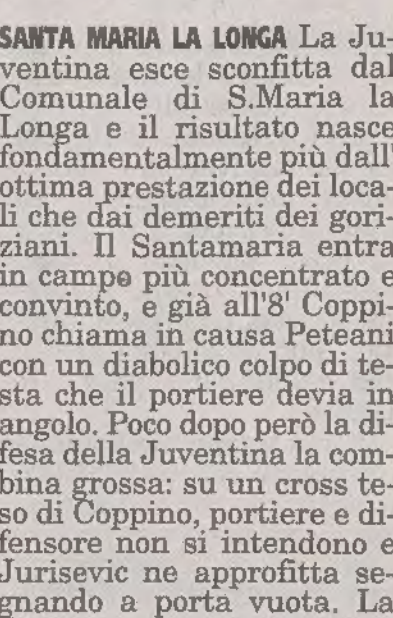 SANTA MARIA LA LONGA La Ju-
ventina esce sconfitta dal
Comunale di S.Maria la
Longa e il risultato nasce
fondamentalmente più dall'
ottima prestazione dei loca-
li che dai demeriti dei gori-
ziani. Il Santamaria entra
in campo più concentrato e
convinto, e già all'8' Coppi-
no chiama in causa Peteani
con un diabolico colpo di te-
sta che il portiere devia in
angolo. Poco dopo però la di-
fesa della Juventina la com-
bina grossa: su un cross te-
so di Coppino, portiere e di-
fensore non si intendono e
Jurisevic ne approfitta se-
gnando a porta vuota. La